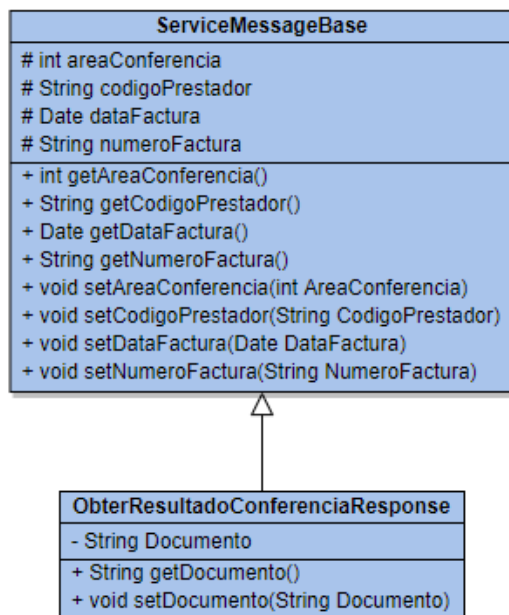 ServiceMessageBase
# int areaConferencia
# String codigoPrestador
# Date dataFactura
# String numeroFactura
+ int getAreaConferencia()
+ String getCodigoPrestador()
+ Date getDataFactura()
+ String getNumeroFactura()
+ void setAreaConferencia(int AreaConferencia)
+ void setCodigoPrestador(String CodigoPrestador)
+ void setDataFactura(Date DataFactura)
+ void setNumeroFactura(String NumeroFactura)
ObterResultadoConferenciaResponse
- String Documento
+ String getDocumento()
+ void setDocumento(String Documento)